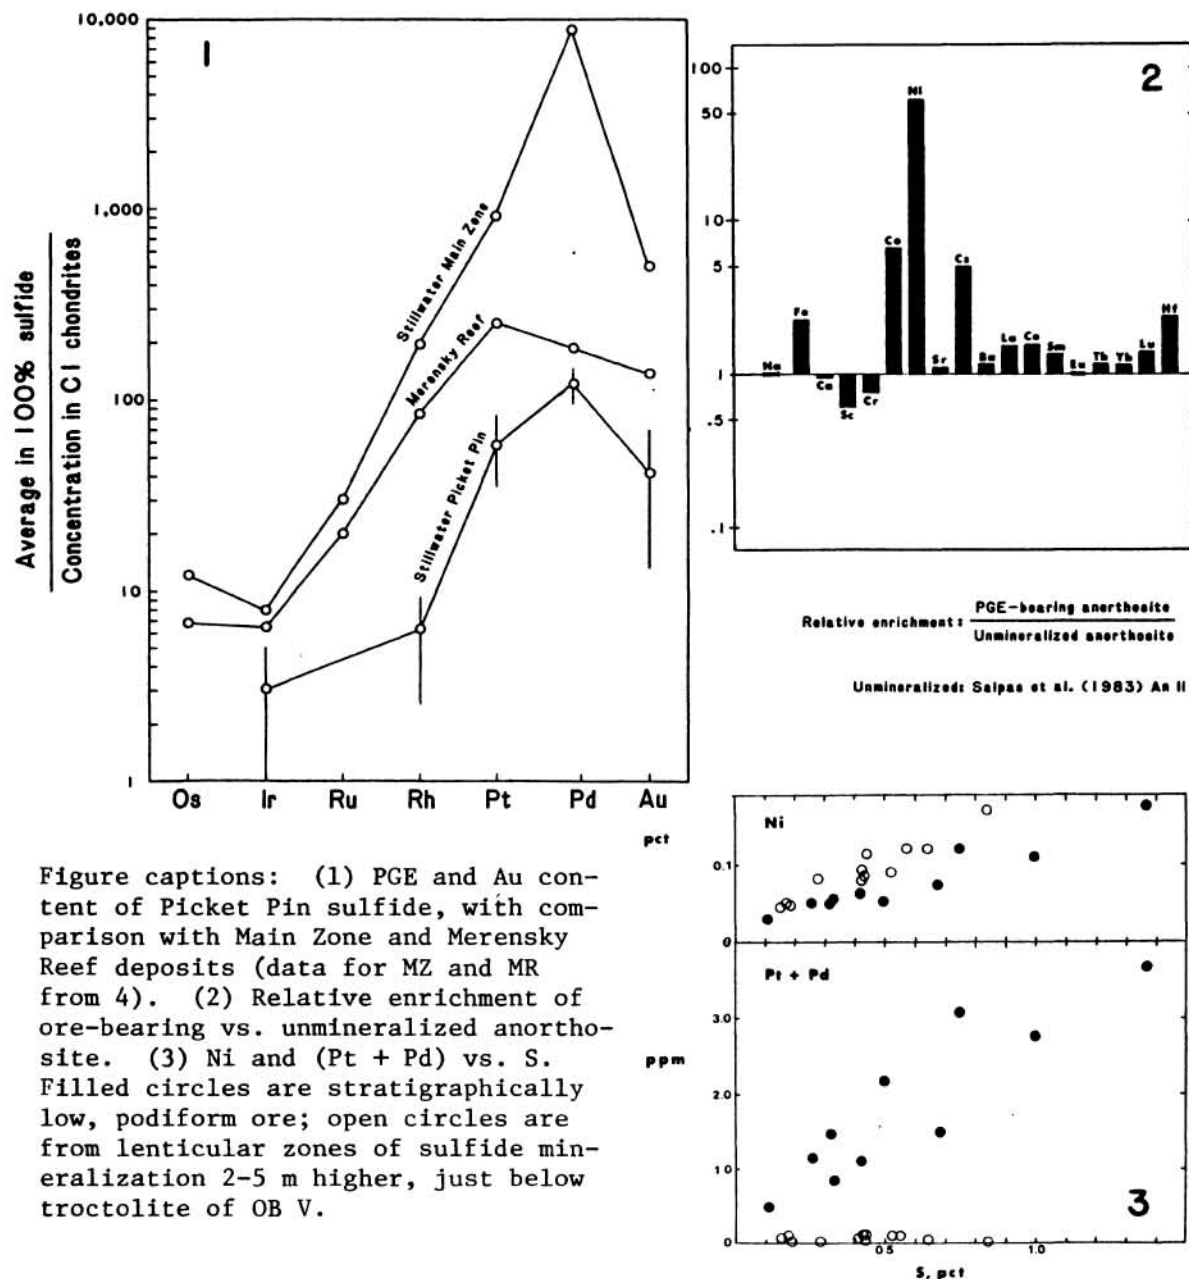 1
10,000
1,000
100
10
1
Average in 100% sulfide
Concentration in CI chondrites
Stillwater Main Zone
Merensky Reef
Stillwater Picket Pin
Os Ir Ru Rh Pt Pd Au
2
100
50
10
5
1
.5
.1
Na Fe Ca Sc Cr Co Ni Sr Cs Ba La Ce Sm Eu Tb Yb Lu Hf
Relative enrichment: PGE-bearing anorthosite
Unmineralized anorthosite
Unmineralized: Salpas et al. (1983) An II
Figure captions: (1) PGE and Au con-
tent of Picket Pin sulfide, with com-
parison with Main Zone and Merensky
Reef deposits (data for MZ and MR
from 4). (2) Relative enrichment of
ore-bearing vs. unmineralized anortho-
site. (3) Ni and (Pt + Pd) vs. S.
Filled circles are stratigraphically
low, podiform ore; open circles are
from lenticular zones of sulfide min-
eralization 2-5 m higher, just below
troctolite of OB V.
pct
Ni
0.1
0
Pt + Pd
ppm
3.0
2.0
1.0
0
3
0.5 1.0
S, pct